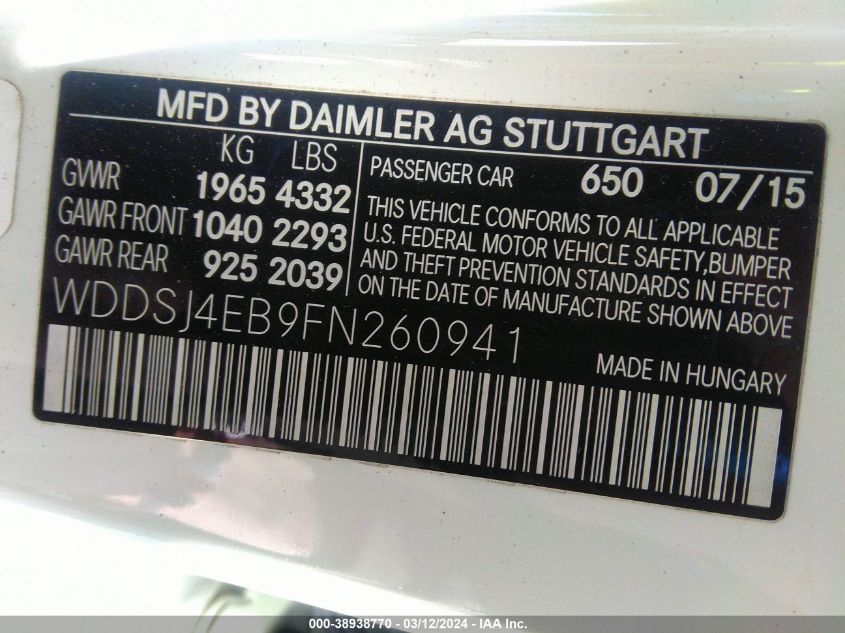 MFD BY DAIMLER AG STUTTGART
KG LBS
GVWR 1965 4332
GAWR FRONT 1040 2293
GAWR REAR 925 2039
PASSENGER CAR 650 07/15
THIS VEHICLE CONFORMS TO ALL APPLICABLE
U.S. FEDERAL MOTOR VEHICLE SAFETY,BUMPER
AND THEFT PREVENTION STANDARDS IN EFFECT
ON THE DATE OF MANUFACTURE SHOWN ABOVE
WDDSJ4EB9FN260941
MADE IN HUNGARY
000-38938770 - 03/12/2024 - IAA Inc.